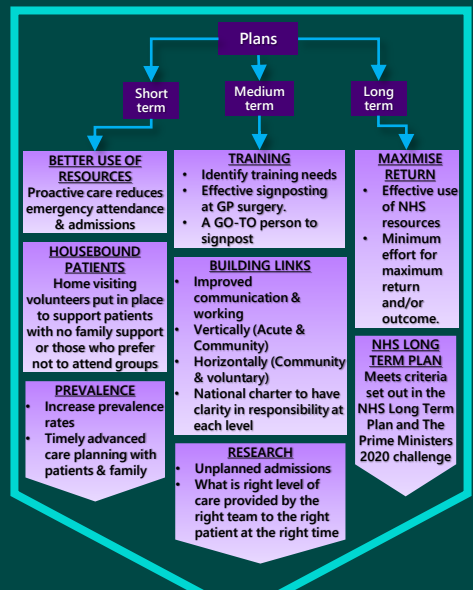 Plans
Short
term
Medium
term
Long
term
BETTER USE OF
RESOURCES
Proactive care reduces
emergency attendance
& admissions
HOUSEBOUND
PATIENTS
Home visiting
volunteers put in place
to support patients
with no family support
or those who prefer
not to attend groups
PREVALENCE
• Increase prevalence
rates
• Timely advanced
care planning with
patients & family
TRAINING
• Identify training needs
• Effective signposting
at GP surgery.
• A GO-TO person to
signpost
BUILDING LINKS
• Improved
communication &
working
• Vertically (Acute &
Community)
• Horizontally (Community
& voluntary)
• National charter to have
clarity in responsibility at
each level
RESEARCH
• Unplanned admissions
• What is right level of
care provided by the
right team to the right
patient at the right time
MAXIMISE
RETURN
• Effective use
of NHS
resources
• Minimum
effort for
maximum
return
and/or
outcome.
NHS LONG
TERM PLAN
Meets criteria
set out in the
NHS Long Term
Plan and The
Prime Ministers
2020 challenge